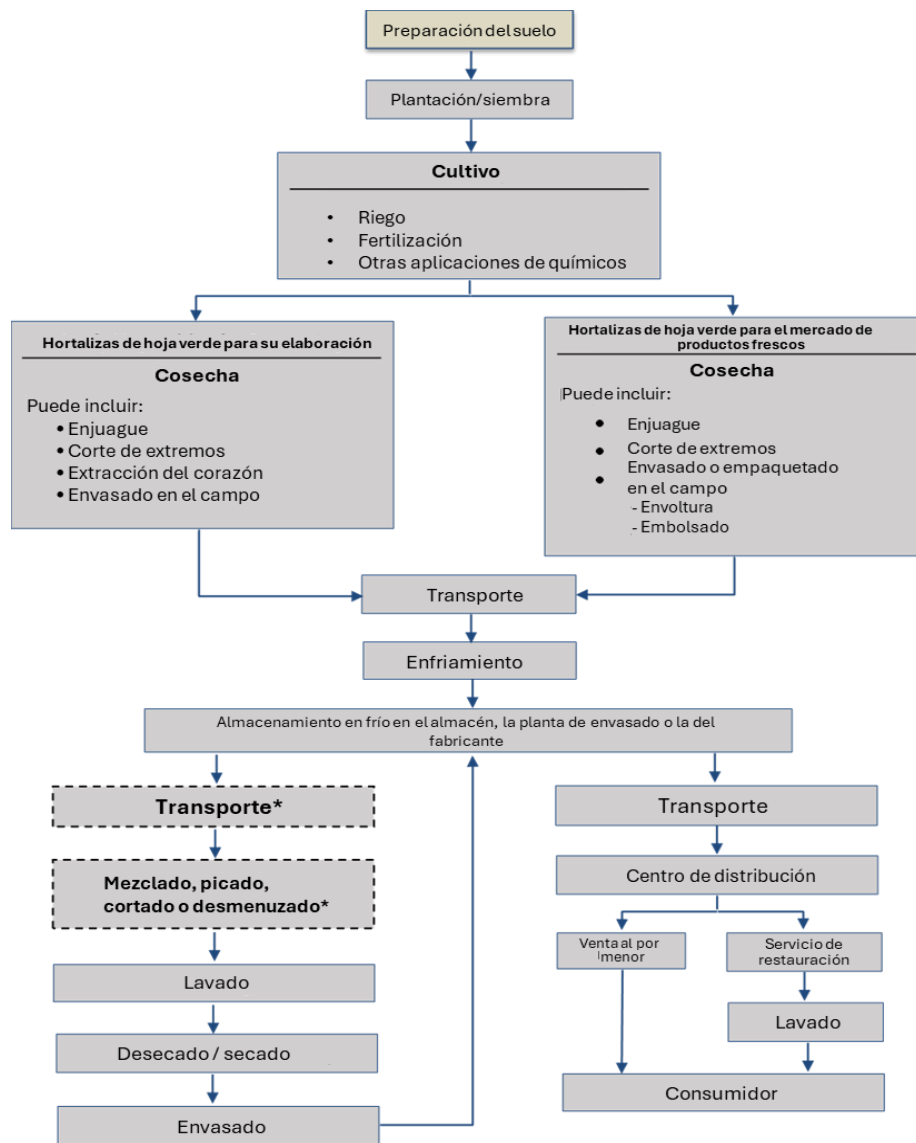 Preparación del suelo
Plantación/siembra
Cultivo
• Riego
• Fertilización
• Otras aplicaciones de químicos
Hortalizas de hoja verde para su elaboración
Cosecha
Puede incluir:
• Enjuague
• Corte de extremos
• Extracción del corazón
• Envasado en el campo
Hortalizas de hoja verde para el mercado de
productos frescos
Cosecha
Puede incluir:
• Enjuague
• Corte de extremos
• Envasado o empaquetado
en el campo
- Envoltura
- Embolsado
Transporte
Enfriamiento
Almacenamiento en frío en el almacén, la planta de envasado o la del
fabricante
Transporte*
Mezclado, picado,
cortado o desmenuzado*
Lavado
Desecado / secado
Envasado
Transporte
Centro de distribución
Venta al por
menor
Servicio de
restauración
Lavado
Consumidor